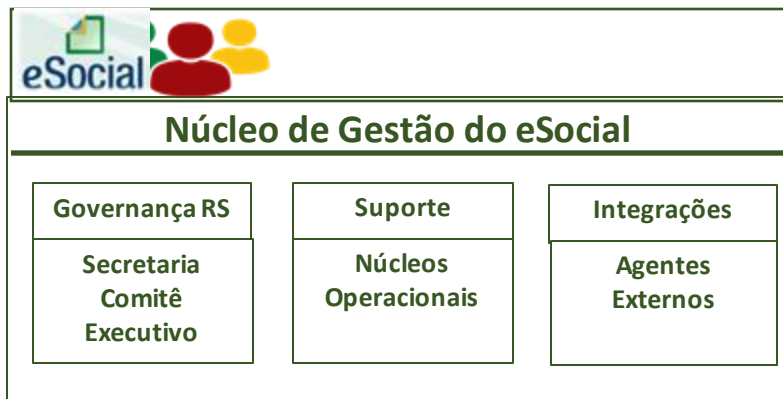 eSocial
Núcleo de Gestão do eSocial
Governança RS
Secretaria
Comitê
Executivo
Suporte
Núcleos
Operacionais
Integrações
Agentes
Externos